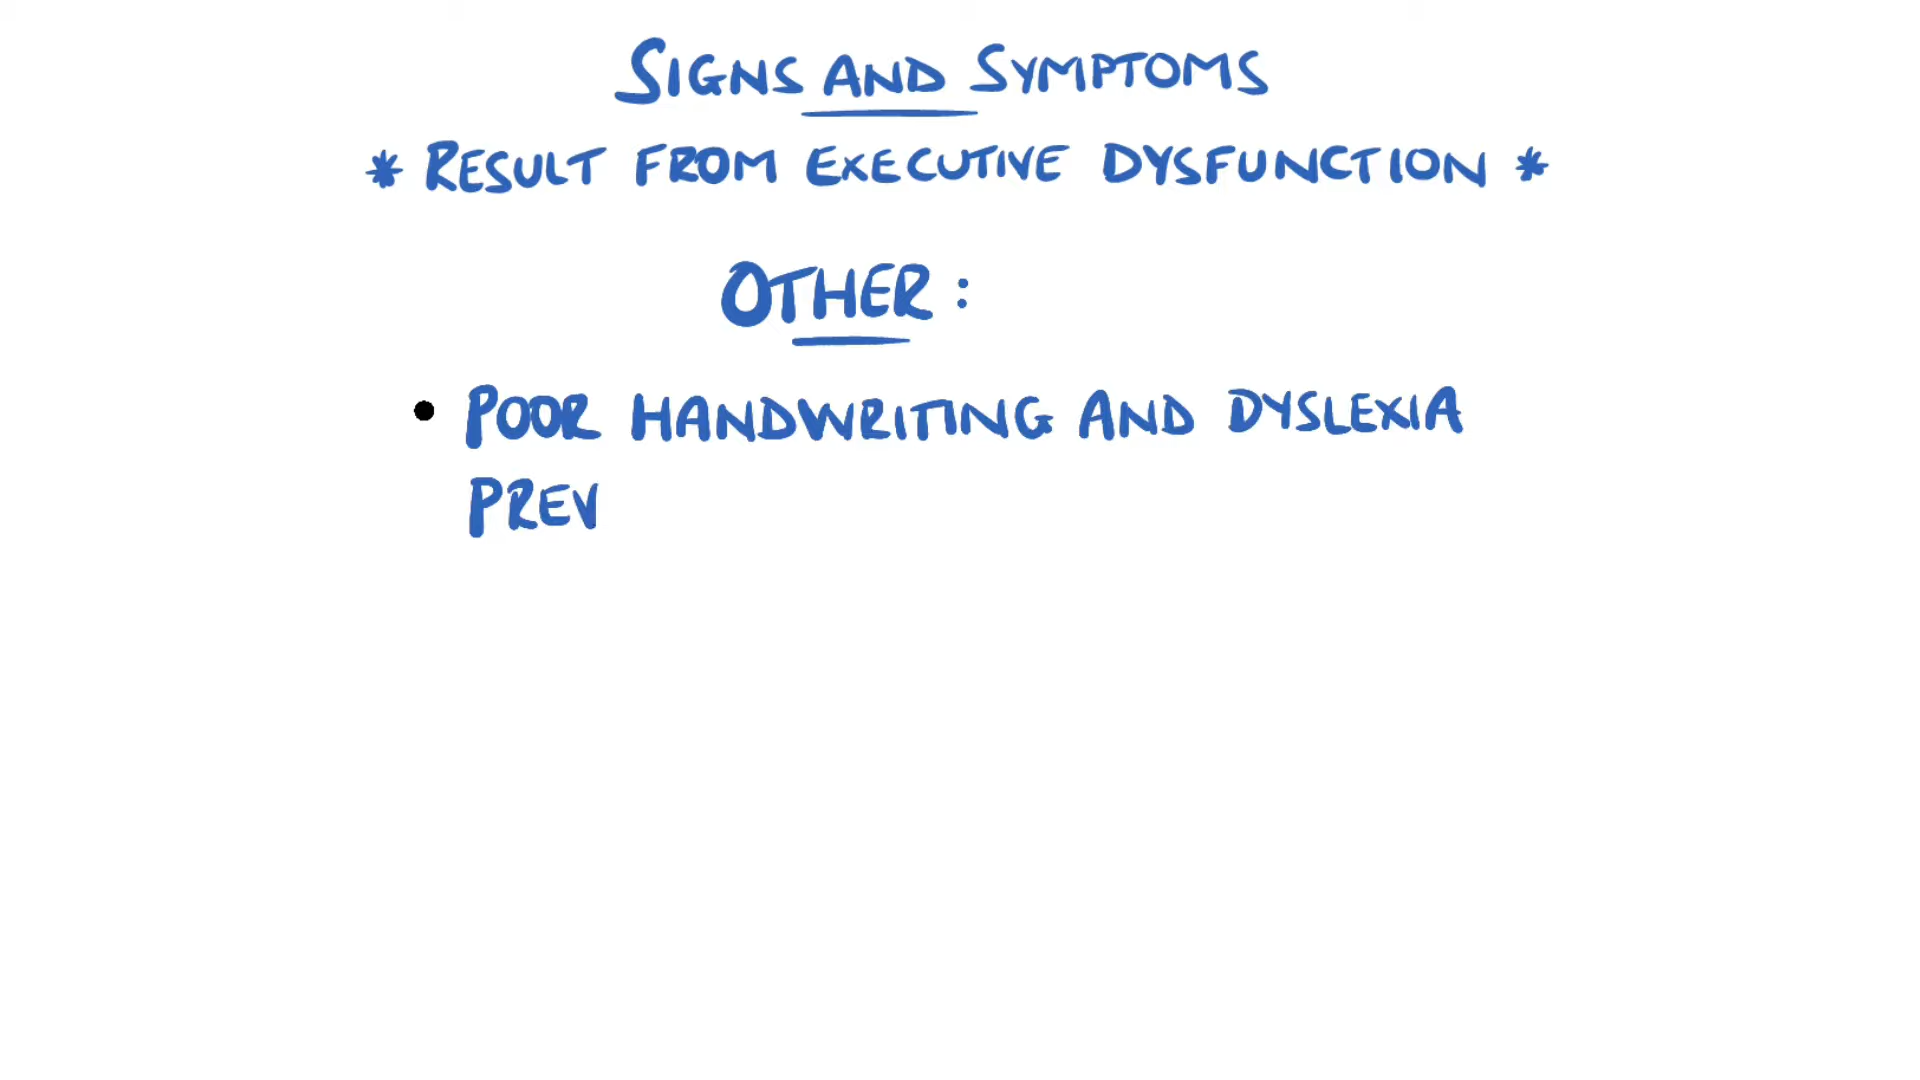 SIGNS AND SYMPTOMS
* RESULT FROM EXECUTIVE DYSFUNCTION *
OTHER :
• POOR HANDWRITING AND DYSLEXIA
PREV